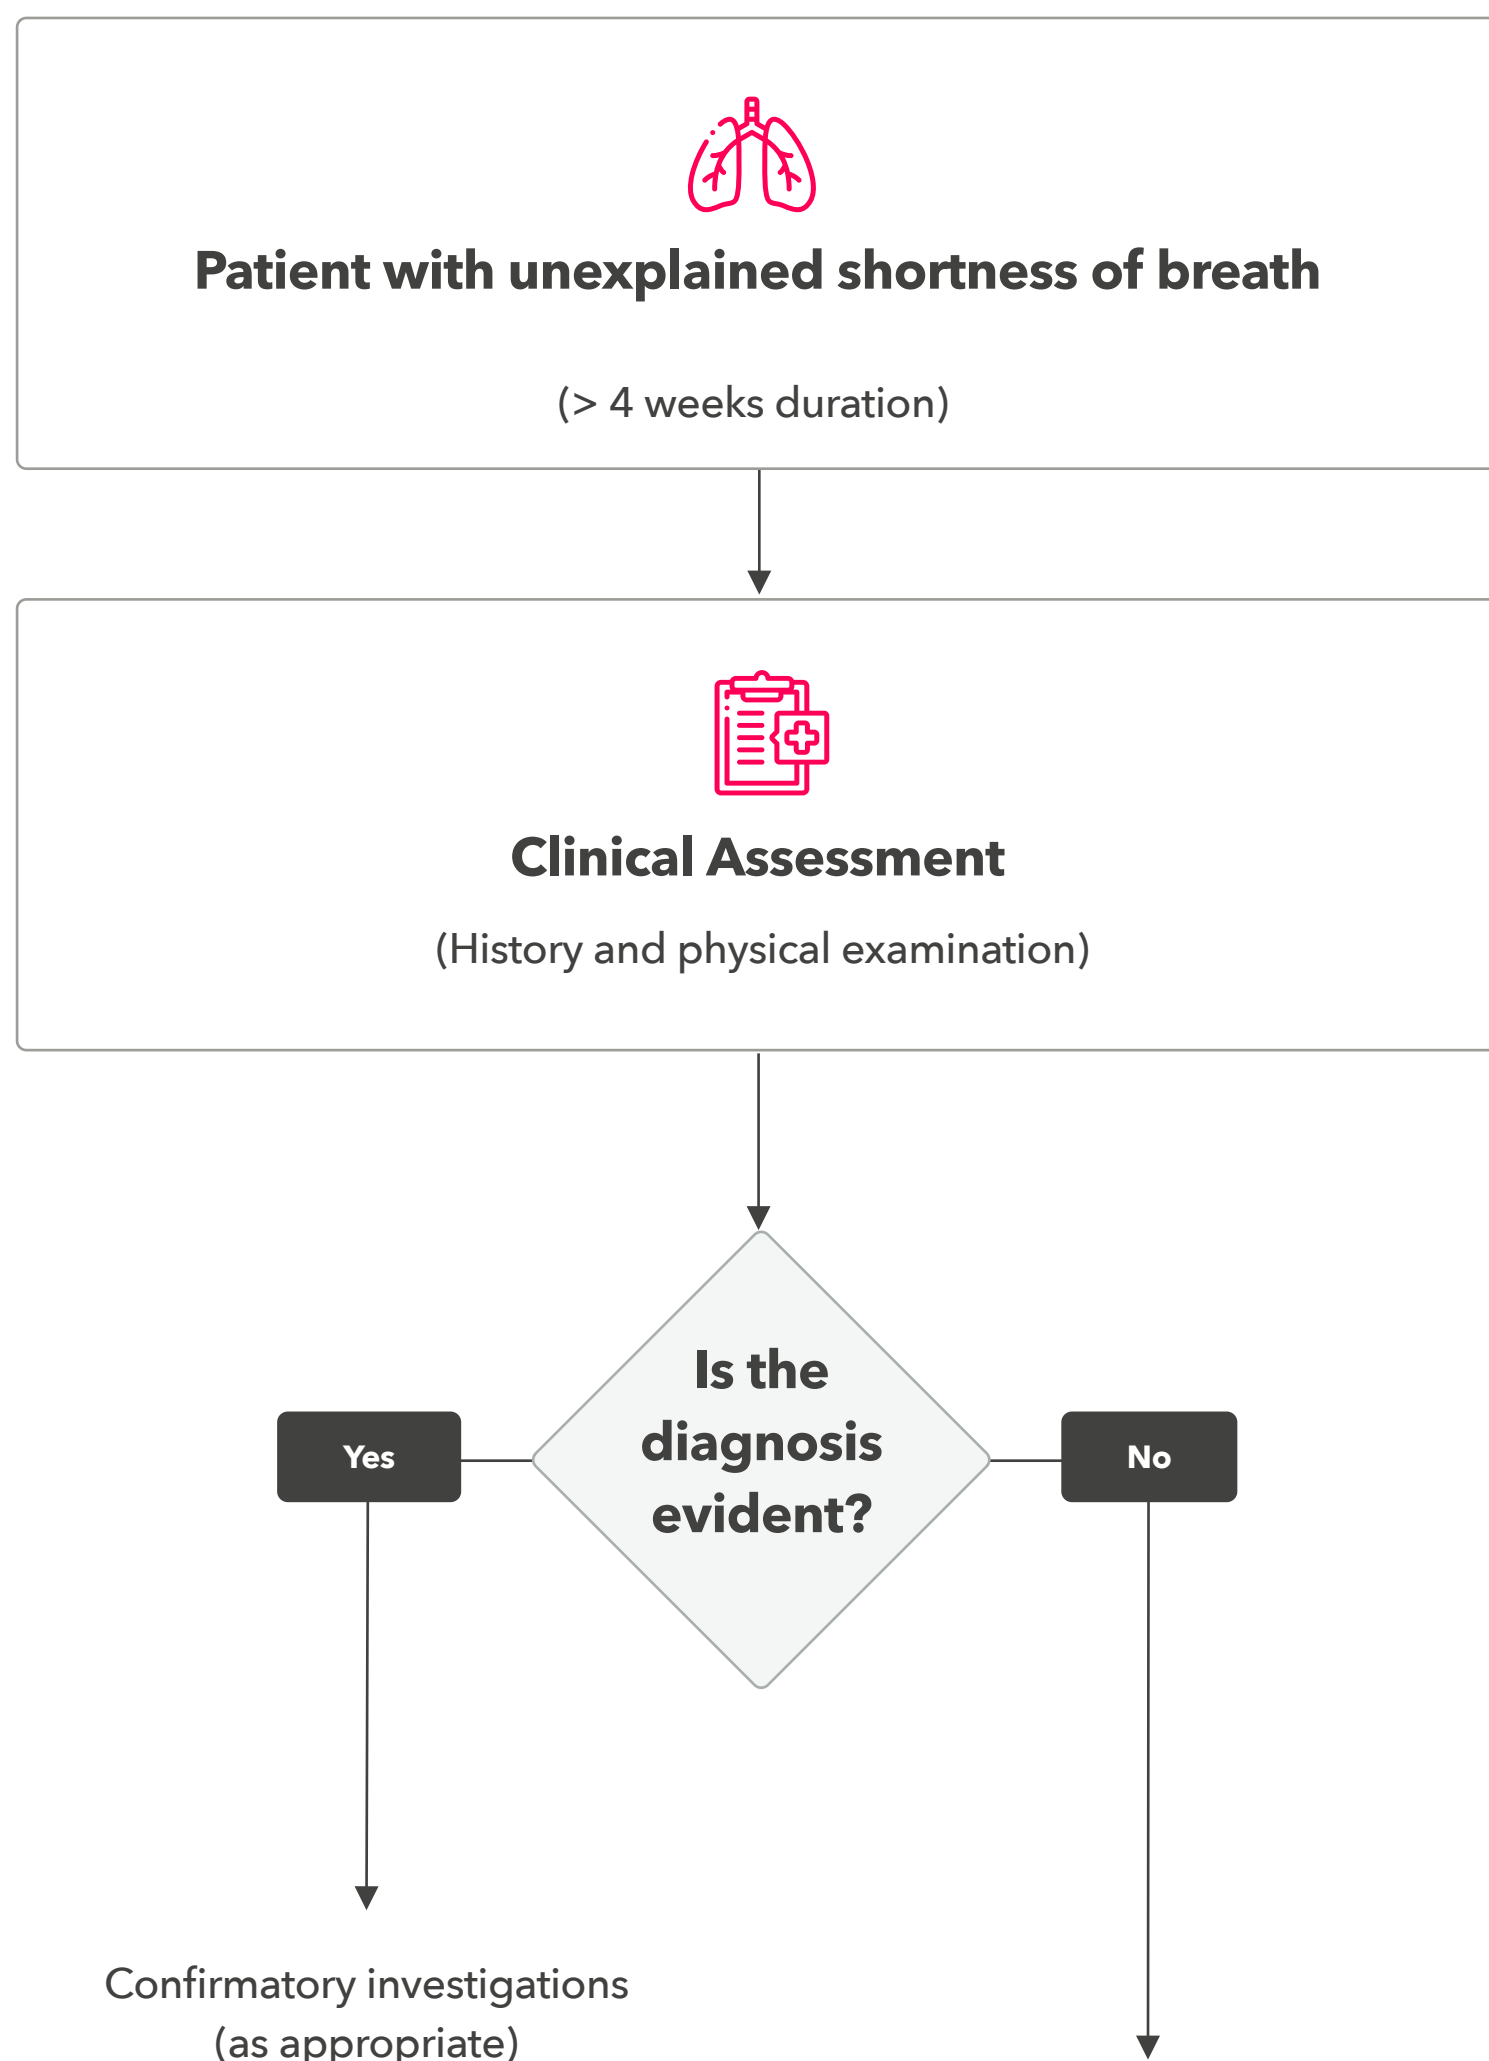 Patient with unexplained shortness of breath
(> 4 weeks duration)
Clinical Assessment
(History and physical examination)
Is the
diagnosis
evident?
Yes
No
Confirmatory investigations
(as appropriate)